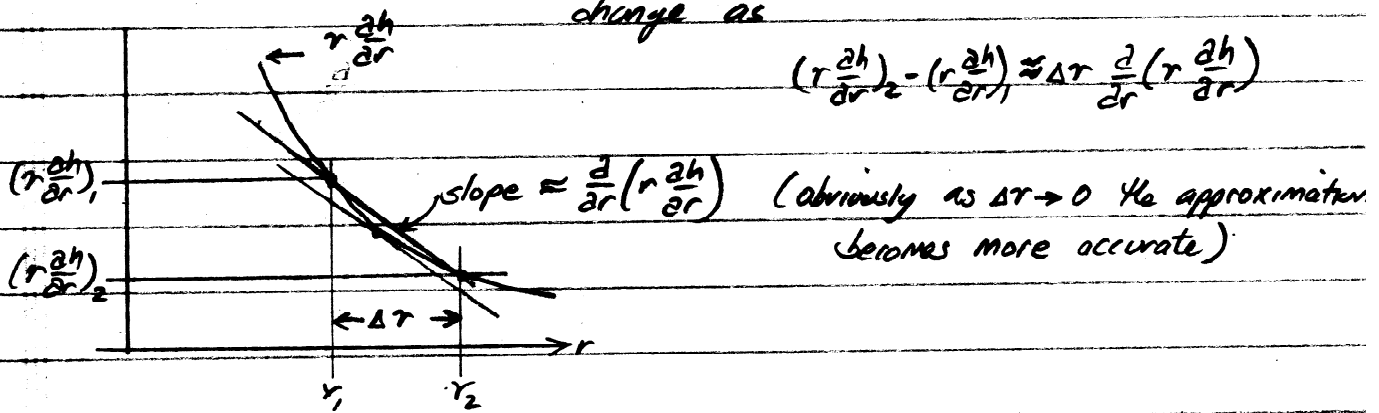 change as
← r ∂h/∂r
(r ∂h/∂r)₂ - (r ∂h/∂r)₁ ≈ Δr ∂/∂r (r ∂h/∂r)
(r ∂h/∂r)₁
slope ≈ ∂/∂r (r ∂h/∂r) (obviously as Δr → 0 the approximation
becomes more accurate)
(r ∂h/∂r)₂
← Δr →
r
r₁ r₂